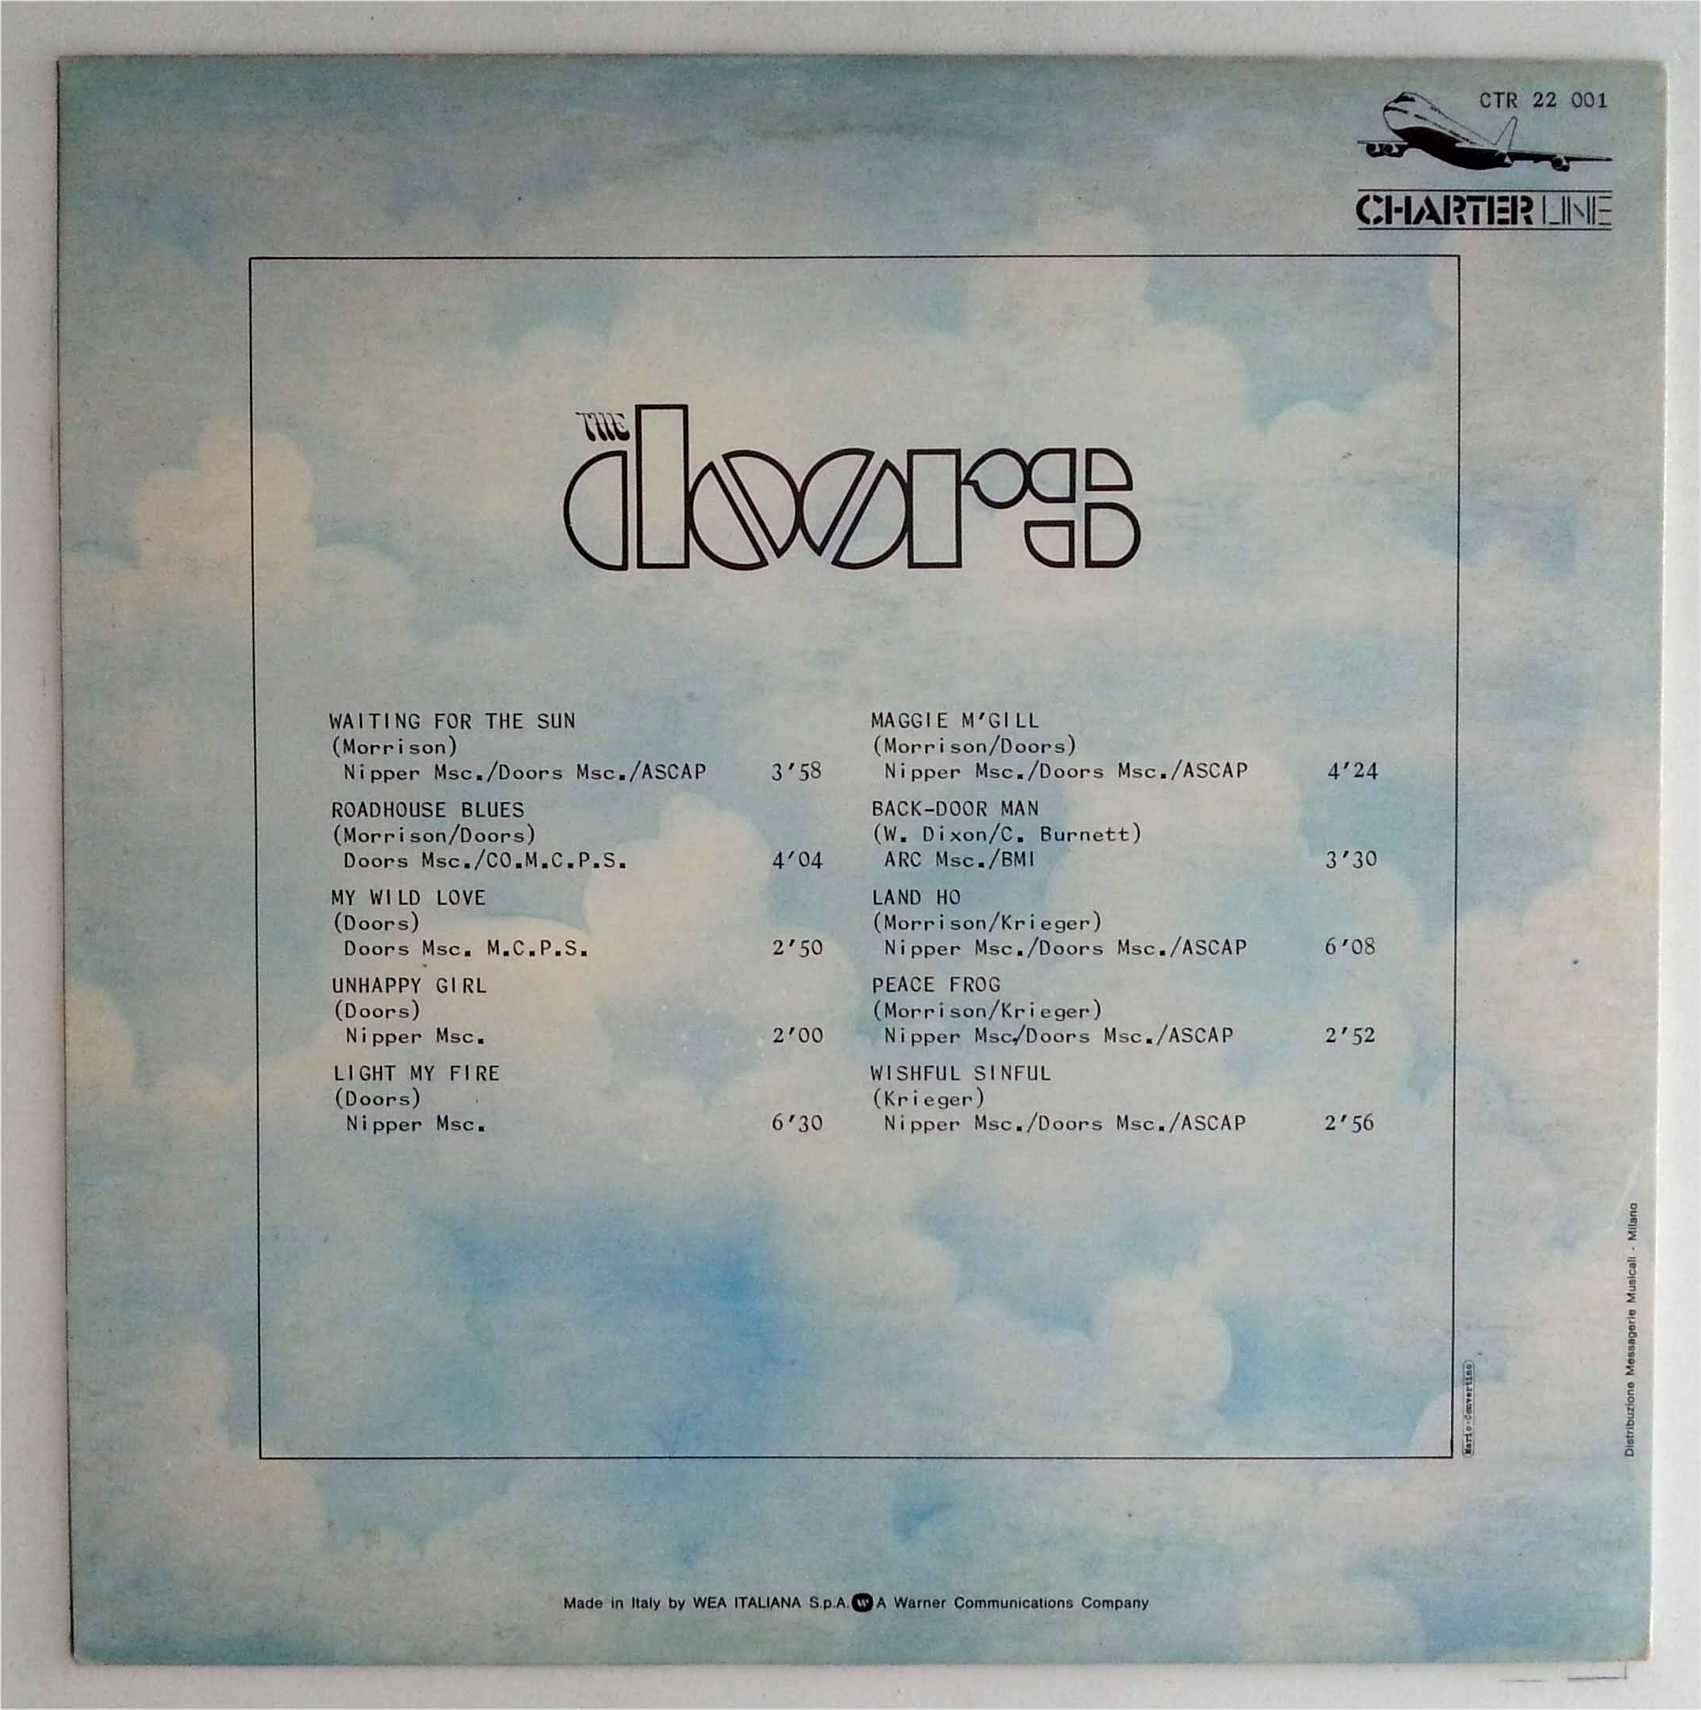 CTR 22 001
CHARTER LINE
THE
doors
WAITING FOR THE SUN
(Morrison)
Nipper Msc./Doors Msc./ASCAP 3'58
ROADHOUSE BLUES
(Morrison/Doors)
Doors Msc./CO.M.C.P.S. 4'04
MY WILD LOVE
(Doors)
Doors Msc. M.C.P.S. 2'50
UNHAPPY GIRL
(Doors)
Nipper Msc. 2'00
LIGHT MY FIRE
(Doors)
Nipper Msc. 6'30
MAGGIE M'GILL
(Morrison/Doors)
Nipper Msc./Doors Msc./ASCAP 4'24
BACK-DOOR MAN
(W. Dixon/C. Burnett)
ARC Msc./BMI 3'30
LAND HO
(Morrison/Krieger)
Nipper Msc./Doors Msc./ASCAP 6'08
PEACE FROG
(Morrison/Krieger)
Nipper Msc/Doors Msc./ASCAP 2'52
WISHFUL SINFUL
(Krieger)
Nipper Msc./Doors Msc./ASCAP 2'56
Mario Convertino
Distribuzione Messagerie Musicali - Milano
Made in Italy by WEA ITALIANA S.p.A. W A Warner Communications Company